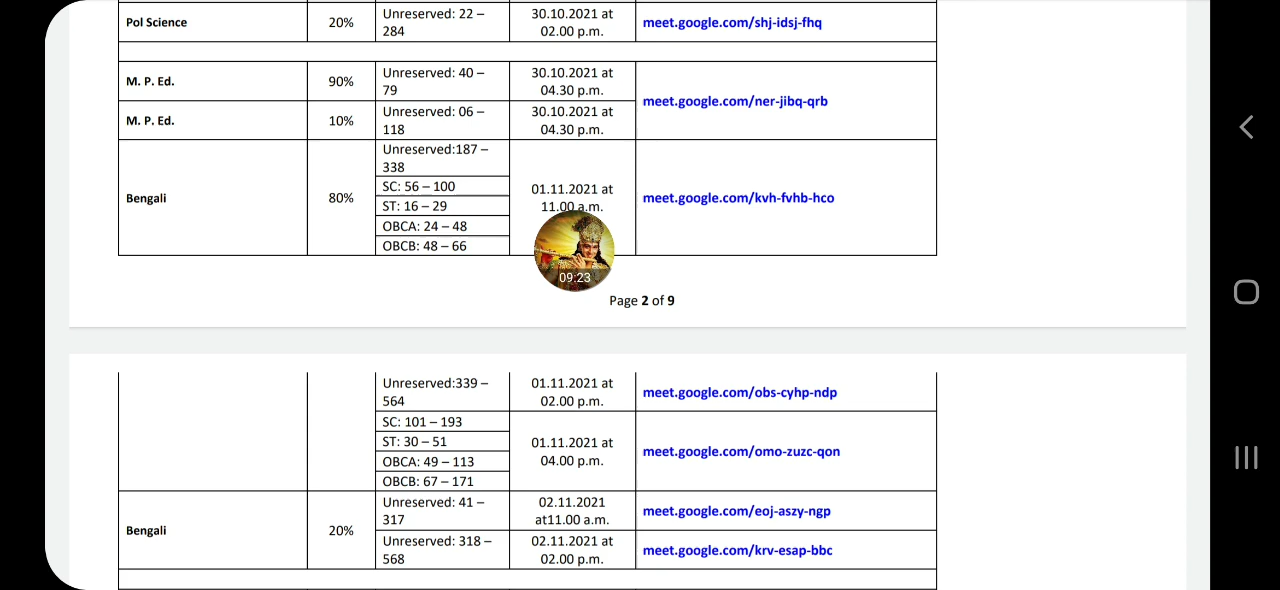 Pol Science
20%
Unreserved: 22 –
284
30.10.2021 at
02.00 p.m.
meet.google.com/shj-idsj-fhq
M. P. Ed.
90%
Unreserved: 40 –
79
30.10.2021 at
04.30 p.m.
meet.google.com/ner-jibq-qrb
M. P. Ed.
10%
Unreserved: 06 –
118
30.10.2021 at
04.30 p.m.
Bengali
80%
Unreserved:187 –
338
SC: 56 – 100
ST: 16 – 29
OBCA: 24 – 48
OBCB: 48 – 66
01.11.2021 at
11.00 a.m.
meet.google.com/kvh-fvhb-hco
09:23
Page 2 of 9
Unreserved:339 –
564
01.11.2021 at
02.00 p.m.
meet.google.com/obs-cyhp-ndp
SC: 101 – 193
ST: 30 – 51
OBCA: 49 – 113
OBCB: 67 – 171
01.11.2021 at
04.00 p.m.
meet.google.com/omo-zuzc-qon
Bengali
20%
Unreserved: 41 –
317
02.11.2021
at11.00 a.m.
meet.google.com/eoj-aszy-ngp
Unreserved: 318 –
568
02.11.2021 at
02.00 p.m.
meet.google.com/krv-esap-bbc